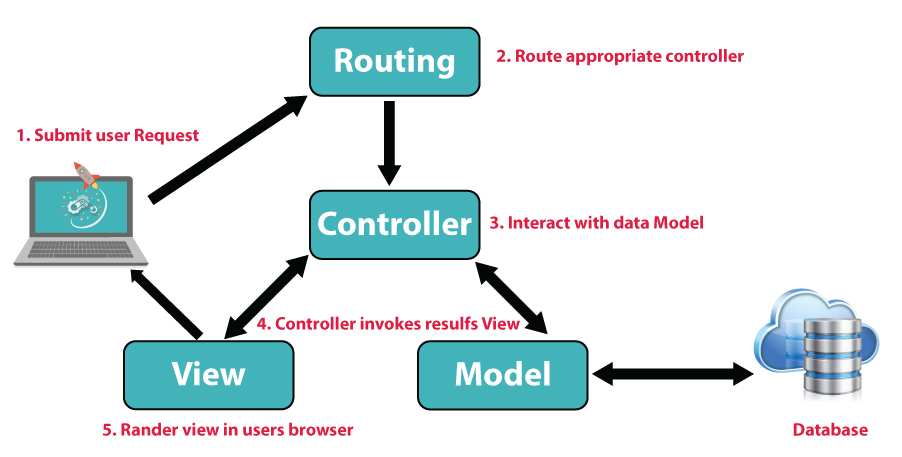 Routing
2. Route appropriate controller
1. Submit user Request
Controller
3. Interact with data Model
4. Controller invokes resulfs View
View
Model
5. Rander view in users browser
Database